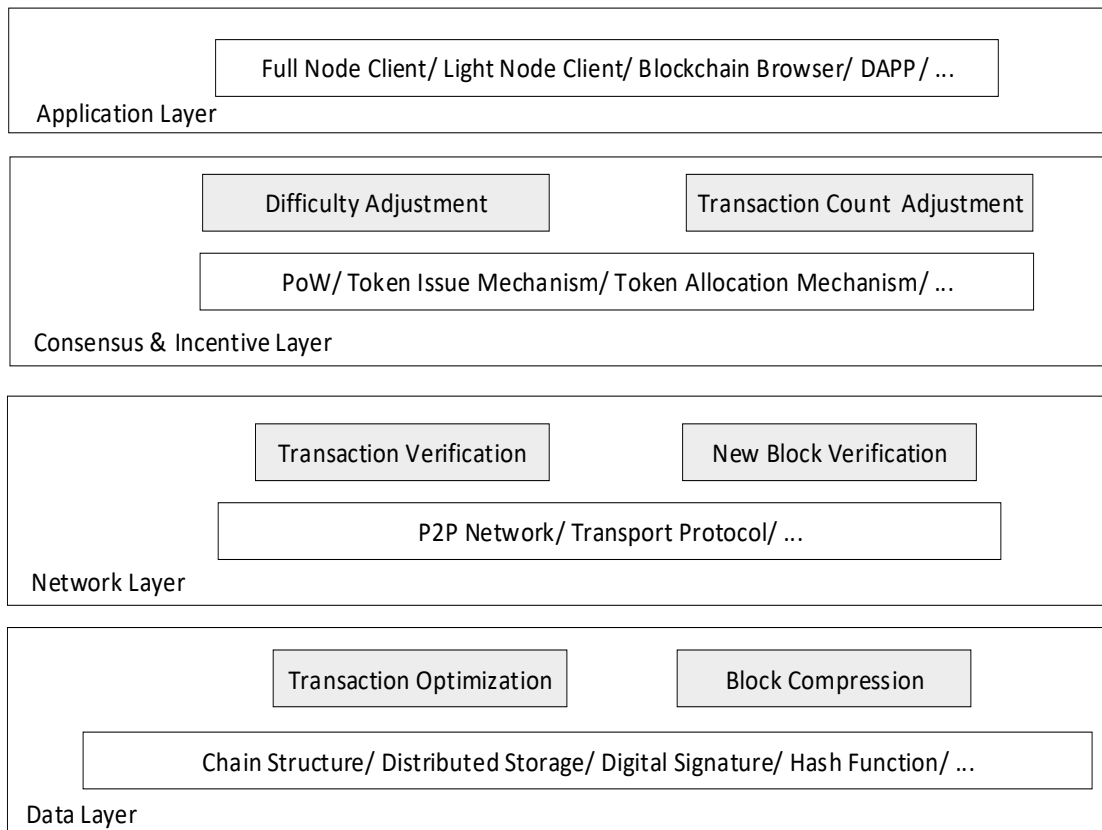 Full Node Client/ Light Node Client/ Blockchain Browser/ DAPP/ ...
Application Layer
Difficulty Adjustment
Transaction Count Adjustment
PoW/ Token Issue Mechanism/ Token Allocation Mechanism/ ...
Consensus & Incentive Layer
Transaction Verification
New Block Verification
P2P Network/ Transport Protocol/ ...
Network Layer
Transaction Optimization
Block Compression
Chain Structure/ Distributed Storage/ Digital Signature/ Hash Function/ ...
Data Layer